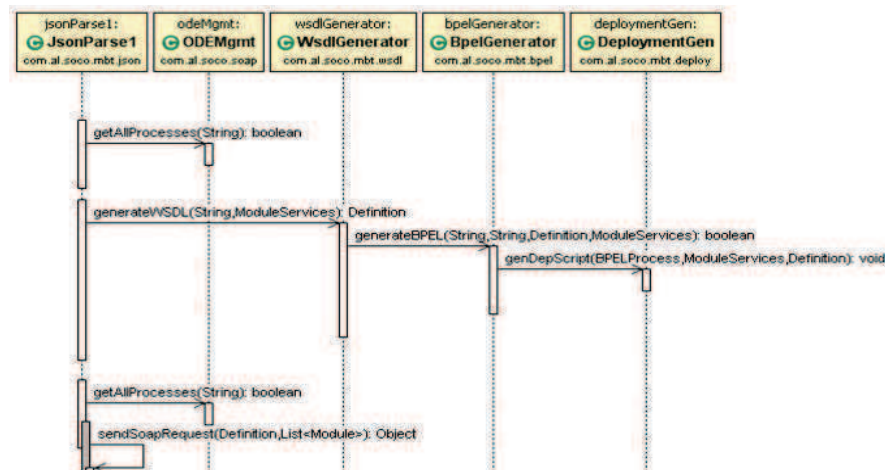 jsonParse1:
JsonParse1
com.al.soco.mbt.json
odeMgmt:
ODEMgmt
com.al.soco.soap
wsdlGenerator:
WsdlGenerator
com.al.soco.mbt.wsdl
bpelGenerator:
BpelGenerator
com.al.soco.mbt.bpel
deploymentGen:
DeploymentGen
com.al.soco.mbt.deploy
getAllProcesses(String): boolean
generateWSDL(String,ModuleServices): Definition
generateBPEL(String,String,Definition,ModuleServices): boolean
genDepScript(BPELProcess,ModuleServices,Definition): void
getAllProcesses(String): boolean
sendSoapRequest(Definition,List<Module>): Object